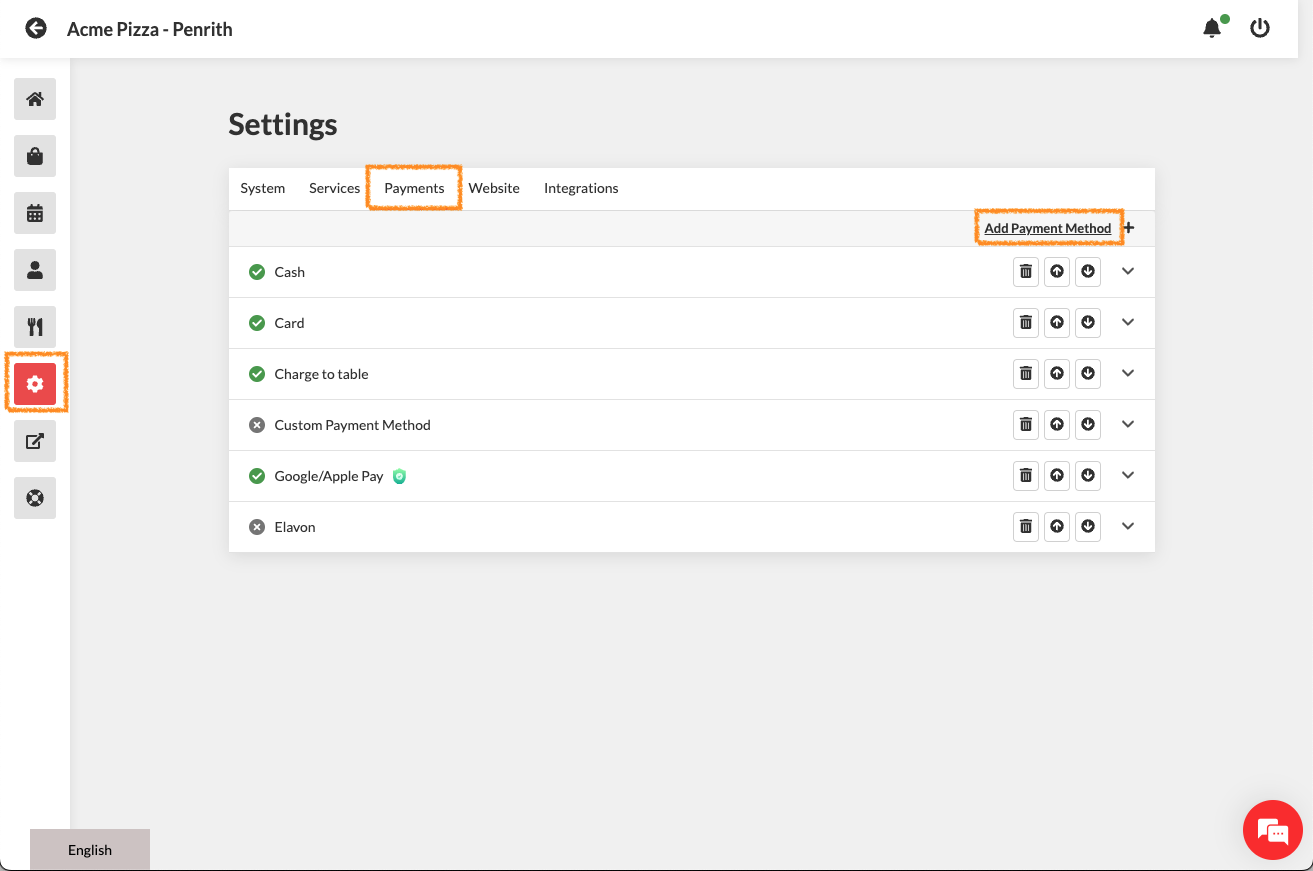 Acme Pizza - Penrith
Settings
System Services Payments Website Integrations
Add Payment Method
Cash
Card
Charge to table
Custom Payment Method
Google/Apple Pay
Elavon
English